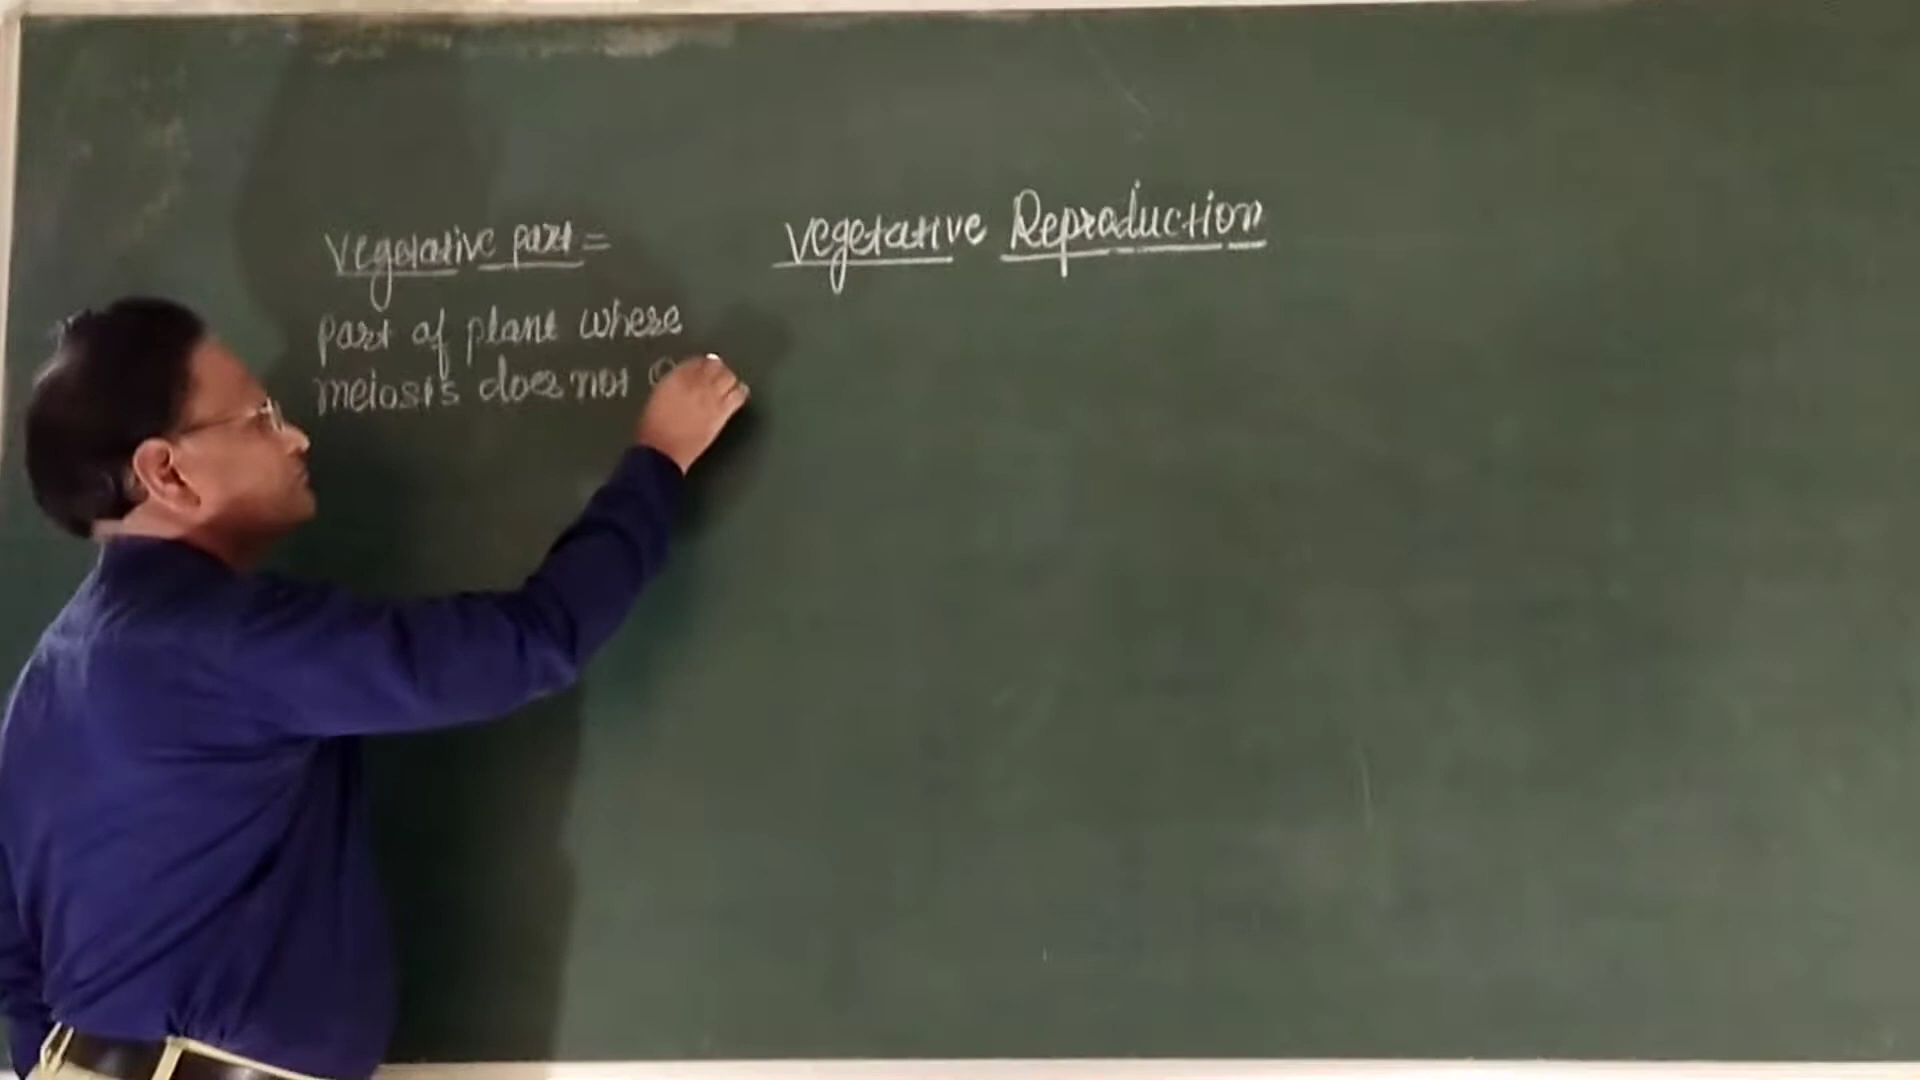 Vegetative Reproduction
Vegetative part =
part of plant where
meiosis does not